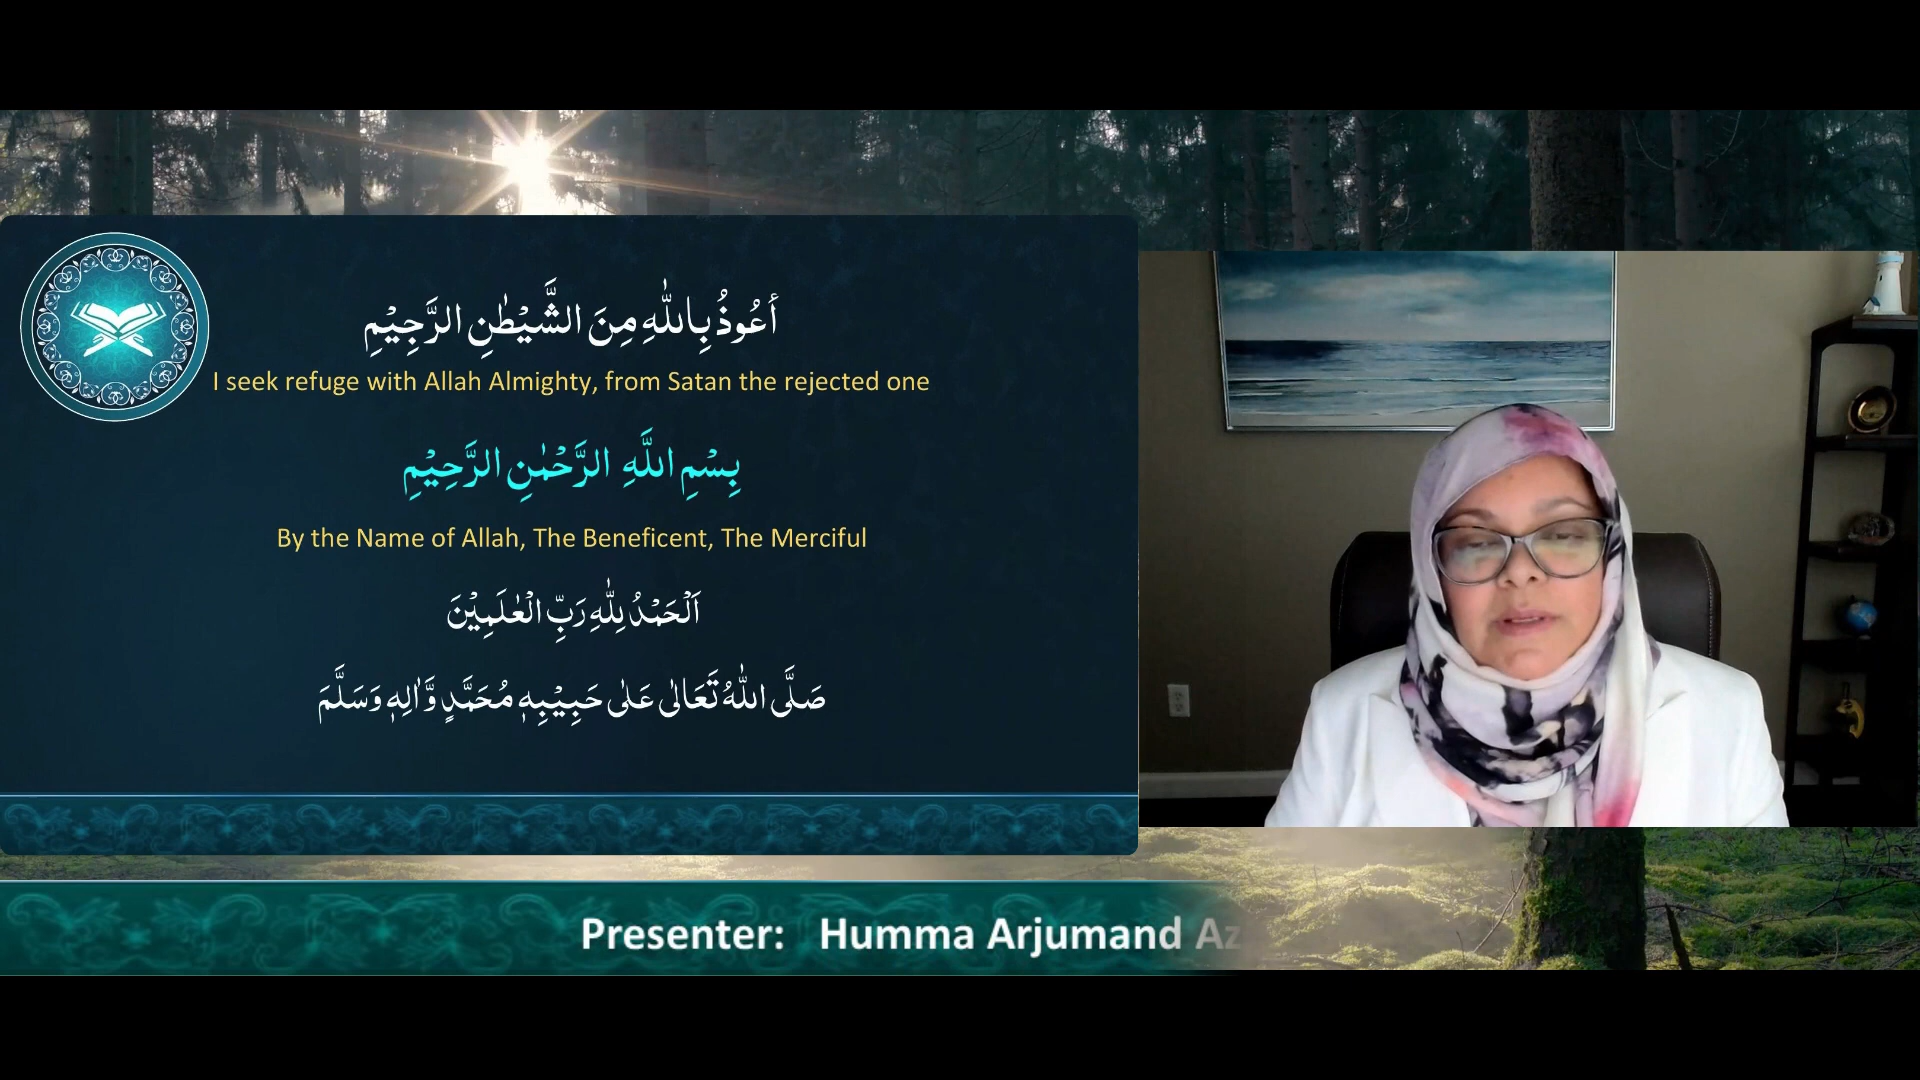 أَعُوذُ بِاللّٰهِ مِنَ الشَّيْطٰنِ الرَّجِيْمِ
I seek refuge with Allah Almighty, from Satan the rejected one
بِسْمِ اللَّهِ الرَّحْمٰنِ الرَّحِيْمِ
By the Name of Allah, The Beneficent, The Merciful
اَلْحَمْدُ لِلّٰهِ رَبِّ الْعٰلَمِيْنَ
صَلَّى اللّٰهُ تَعَالٰى عَلٰى حَبِيْبِهٖ مُحَمَّدٍ وَّاٰلِهٖ وَسَلَّمَ
Presenter: Humma Arjumand Az